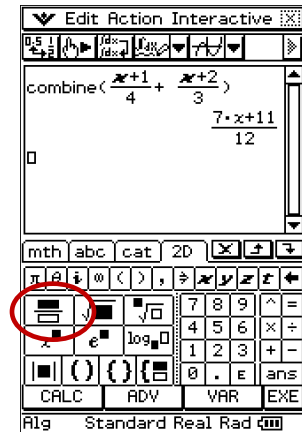 Edit Action Interactive
combine(x+1/4 + x+2/3)
7·x+11/12
mth abc cat 2D
π θ i ∞ ( ) , ⇒ x y z t
√■ ■√□ 7 8 9 ^ =
e■ log■□ 4 5 6 × ÷
1 2 3 + −
|■| () {} 0 . E ans
CALC ADV VAR EXE
Alg Standard Real Rad